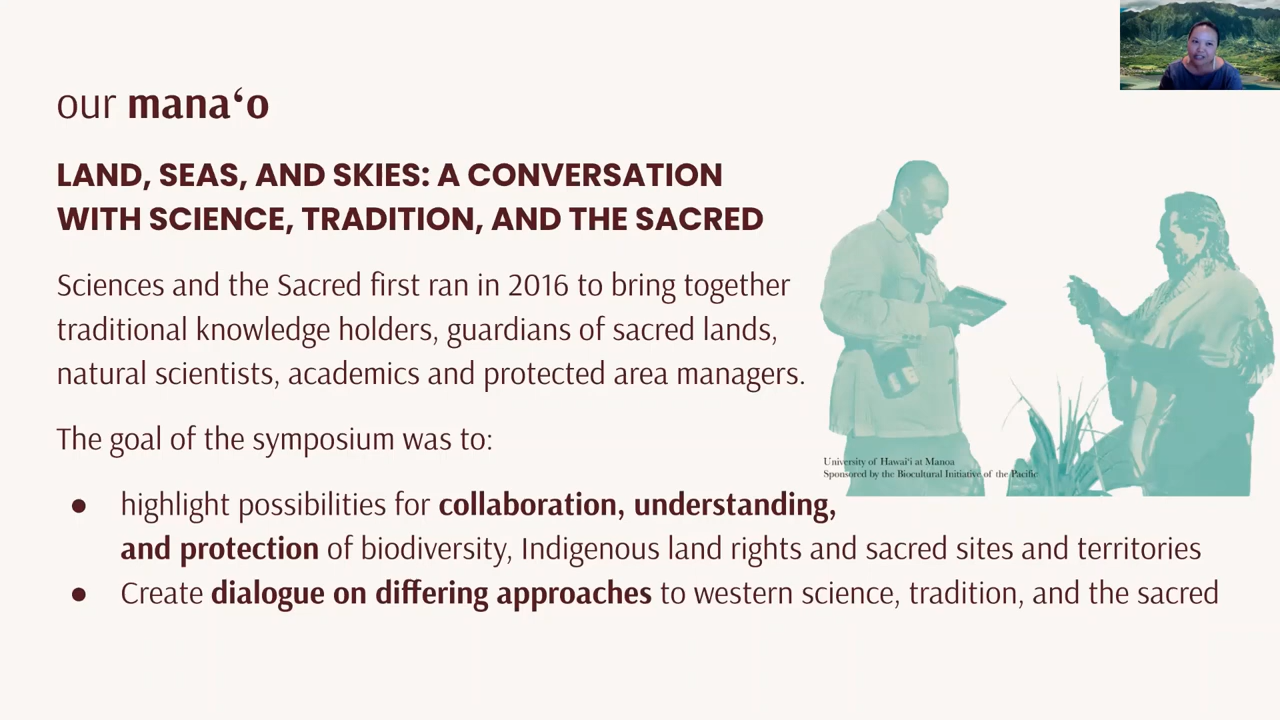 our mana‘o
LAND, SEAS, AND SKIES: A CONVERSATION
WITH SCIENCE, TRADITION, AND THE SACRED
Sciences and the Sacred first ran in 2016 to bring together
traditional knowledge holders, guardians of sacred lands,
natural scientists, academics and protected area managers.
University of Hawai‘i at Manoa
Sponsored by the Biocultural Initiative of the Pacific
The goal of the symposium was to:
● highlight possibilities for collaboration, understanding,
and protection of biodiversity, Indigenous land rights and sacred sites and territories
● Create dialogue on differing approaches to western science, tradition, and the sacred